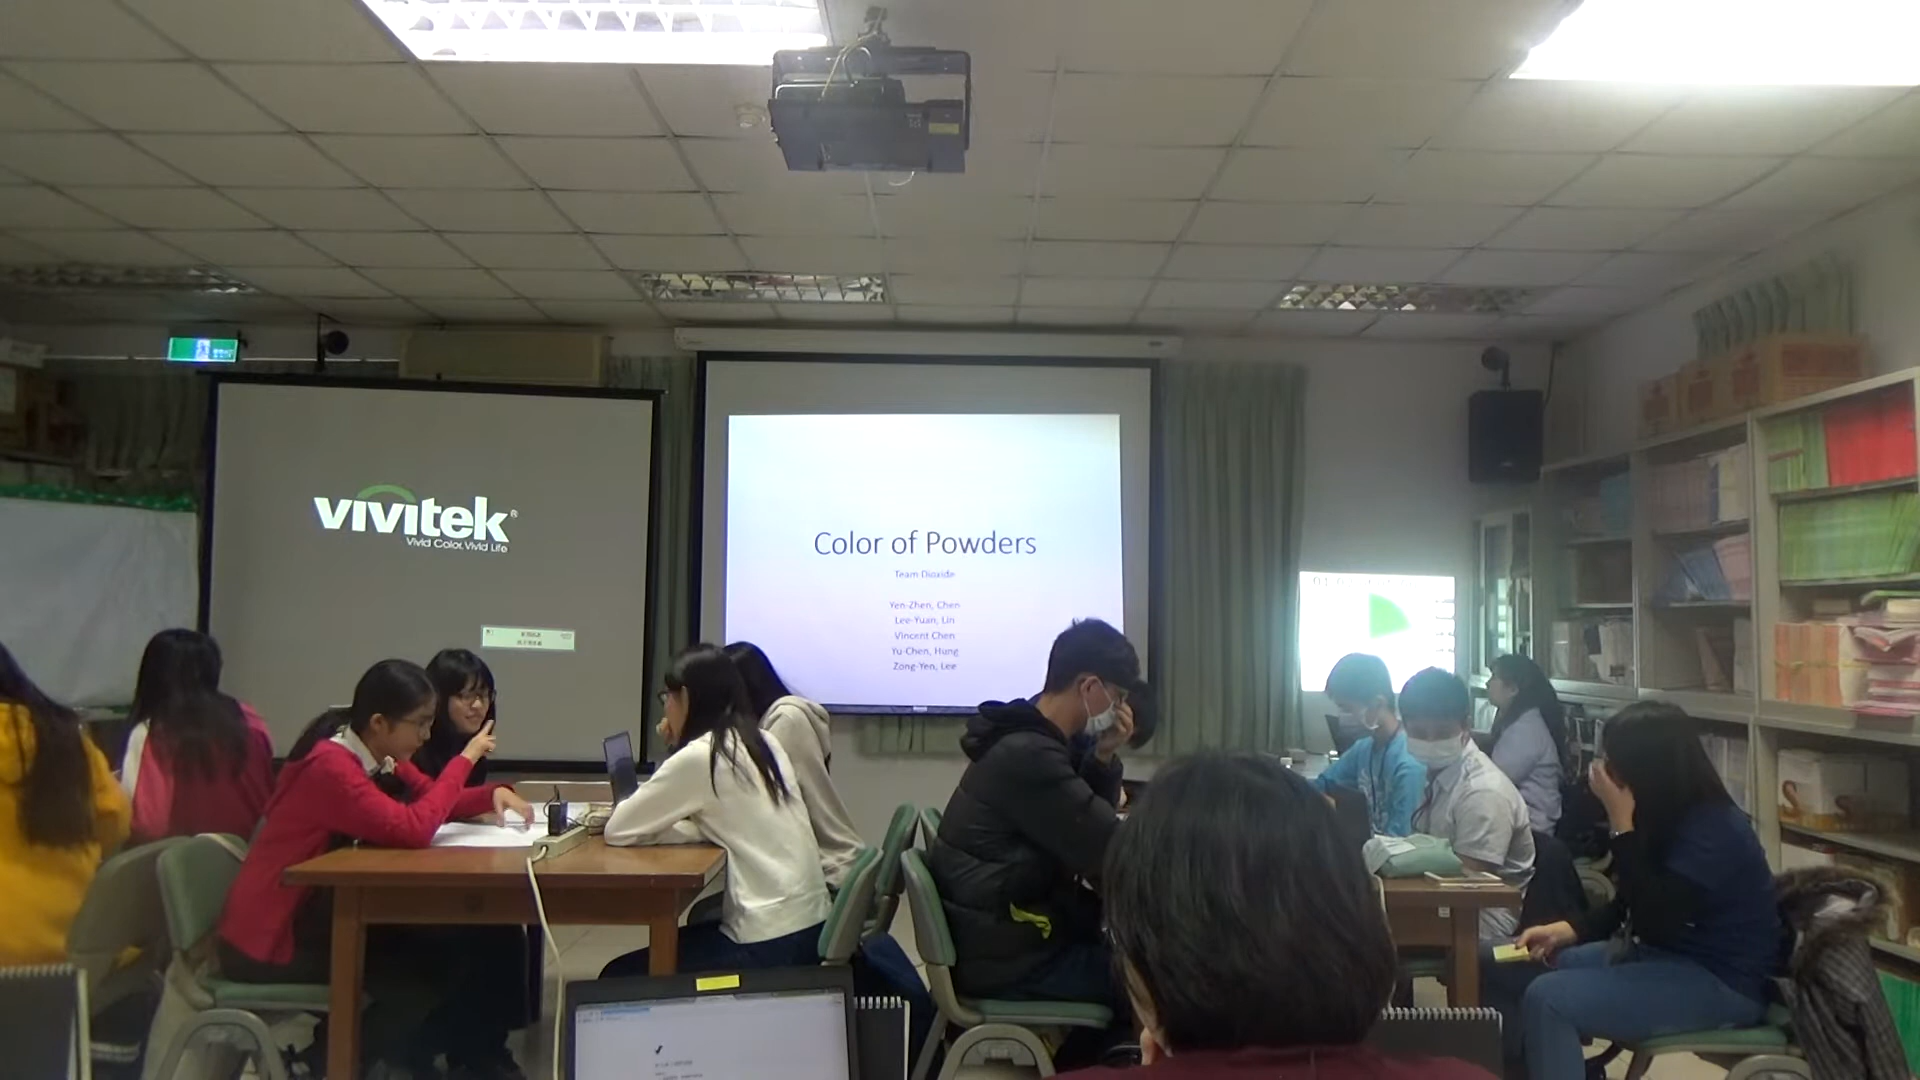 vivitek®
Vivid Color, Vivid Life
Color of Powders
Team Dioxide
Yen-Zhen, Chen
Lee-Yuan, Lin
Vincent Chen
Yu-Chen, Hung
Zong-Yen, Lee